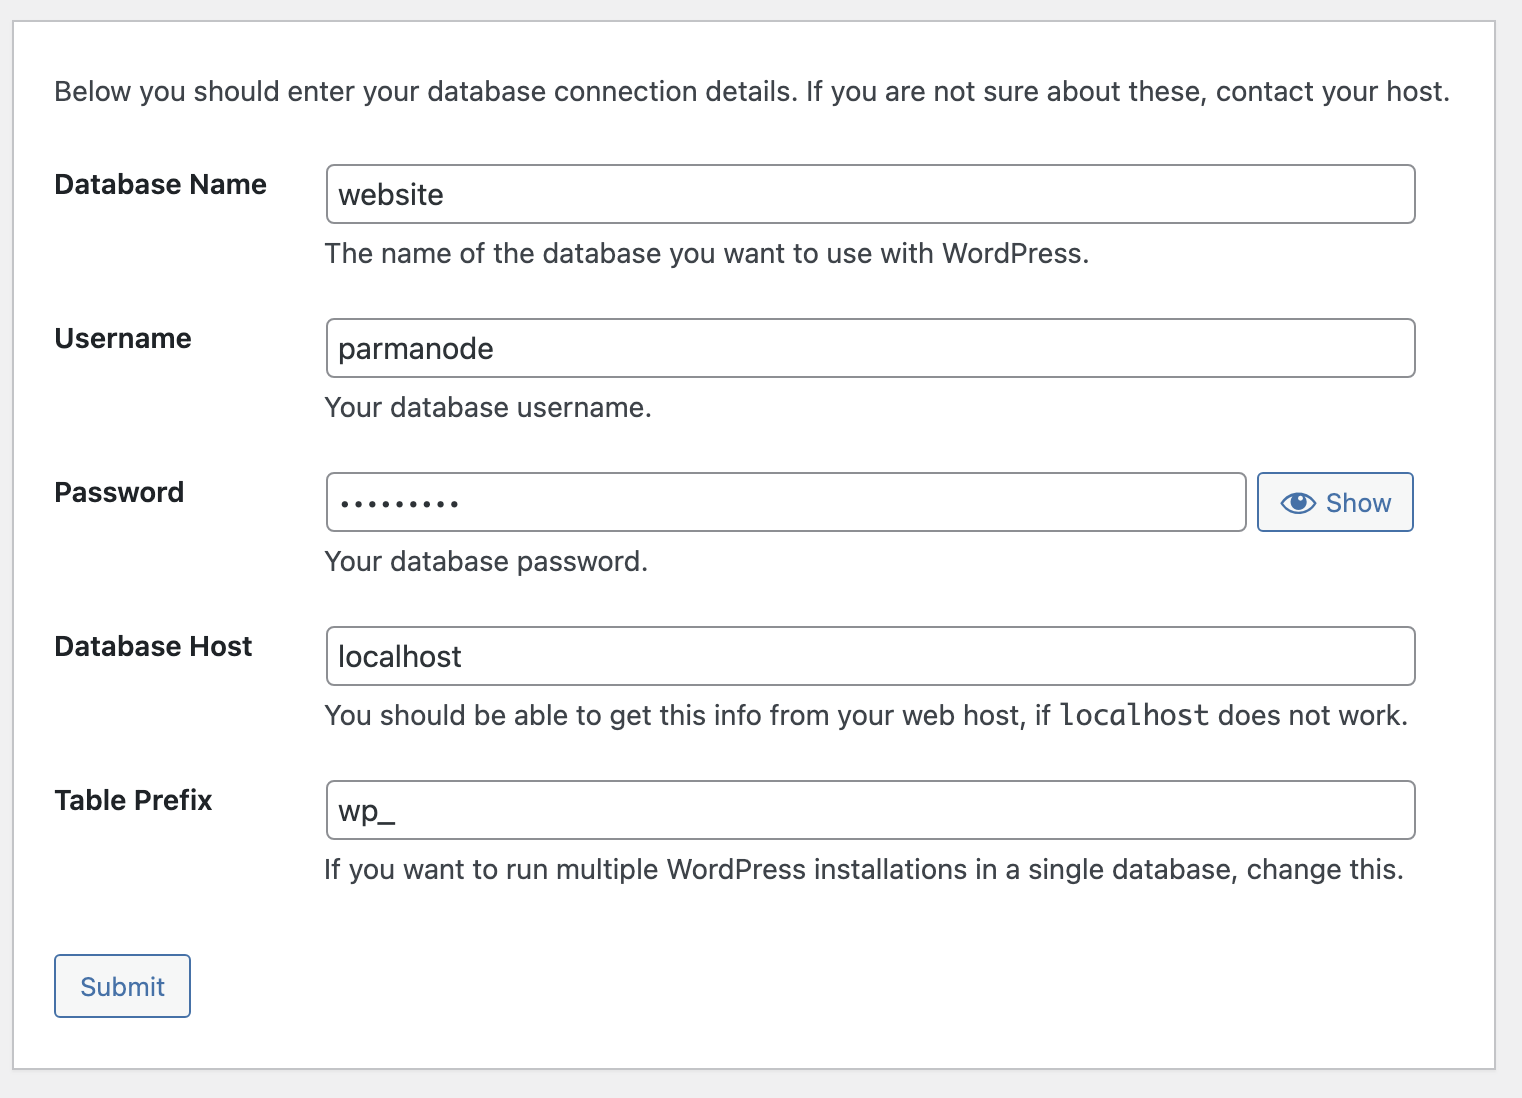 Below you should enter your database connection details. If you are not sure about these, contact your host.
Database Name
website
The name of the database you want to use with WordPress.
Username
parmanode
Your database username.
Password
•••••••••
Show
Your database password.
Database Host
localhost
You should be able to get this info from your web host, if localhost does not work.
Table Prefix
wp_
If you want to run multiple WordPress installations in a single database, change this.
Submit